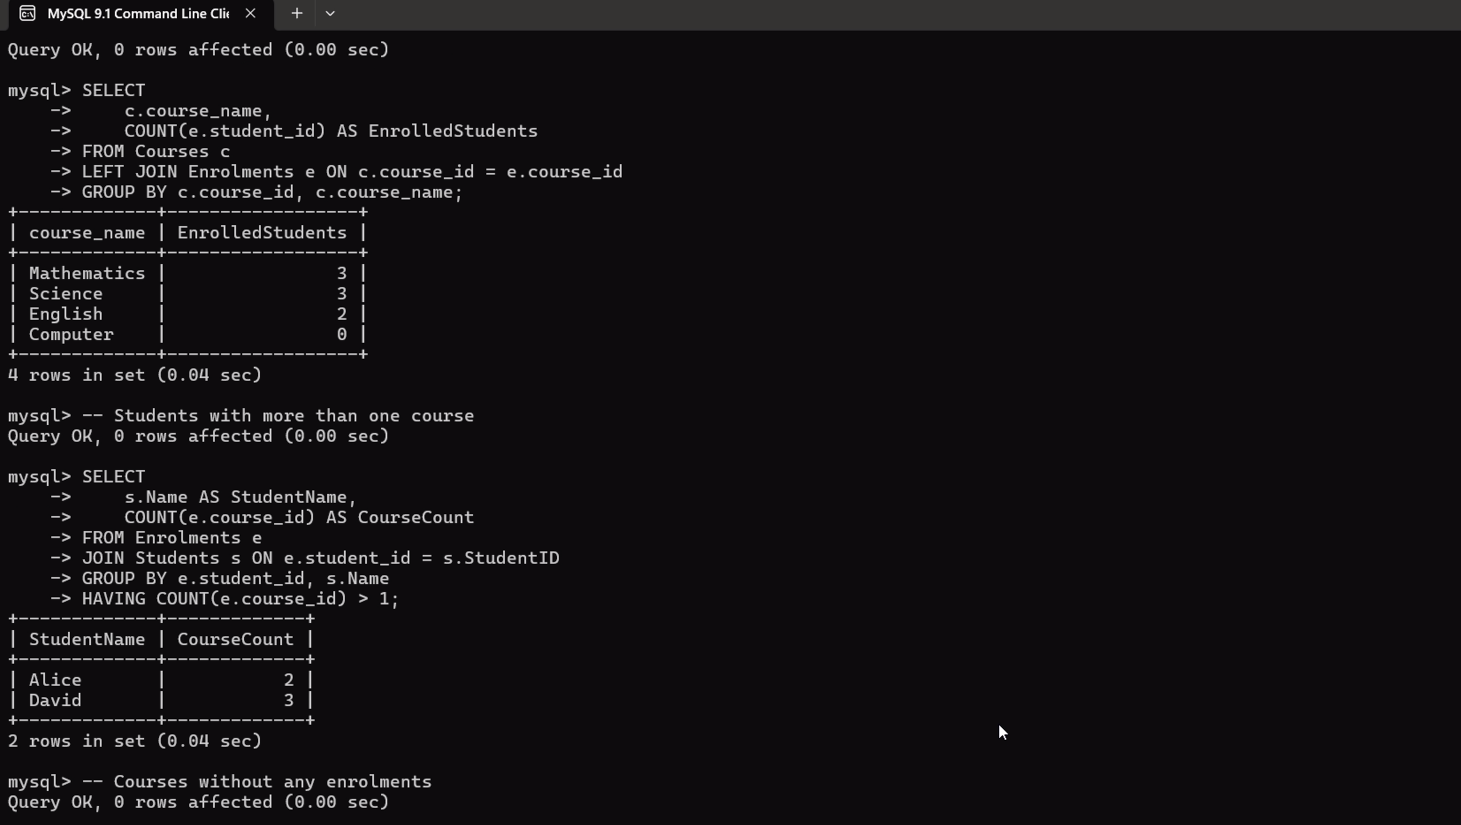 MySQL 9.1 Command Line Clie
Query OK, 0 rows affected (0.00 sec)
mysql> SELECT
    ->     c.course_name,
    ->     COUNT(e.student_id) AS EnrolledStudents
    -> FROM Courses c
    -> LEFT JOIN Enrolments e ON c.course_id = e.course_id
    -> GROUP BY c.course_id, c.course_name;
+-------------+------------------+
| course_name | EnrolledStudents |
+-------------+------------------+
| Mathematics |                3 |
| Science     |                3 |
| English     |                2 |
| Computer    |                0 |
+-------------+------------------+
4 rows in set (0.04 sec)
mysql> -- Students with more than one course
Query OK, 0 rows affected (0.00 sec)
mysql> SELECT
    ->     s.Name AS StudentName,
    ->     COUNT(e.course_id) AS CourseCount
    -> FROM Enrolments e
    -> JOIN Students s ON e.student_id = s.StudentID
    -> GROUP BY e.student_id, s.Name
    -> HAVING COUNT(e.course_id) > 1;
+-------------+-------------+
| StudentName | CourseCount |
+-------------+-------------+
| Alice       |           2 |
| David       |           3 |
+-------------+-------------+
2 rows in set (0.04 sec)
mysql> -- Courses without any enrolments
Query OK, 0 rows affected (0.00 sec)